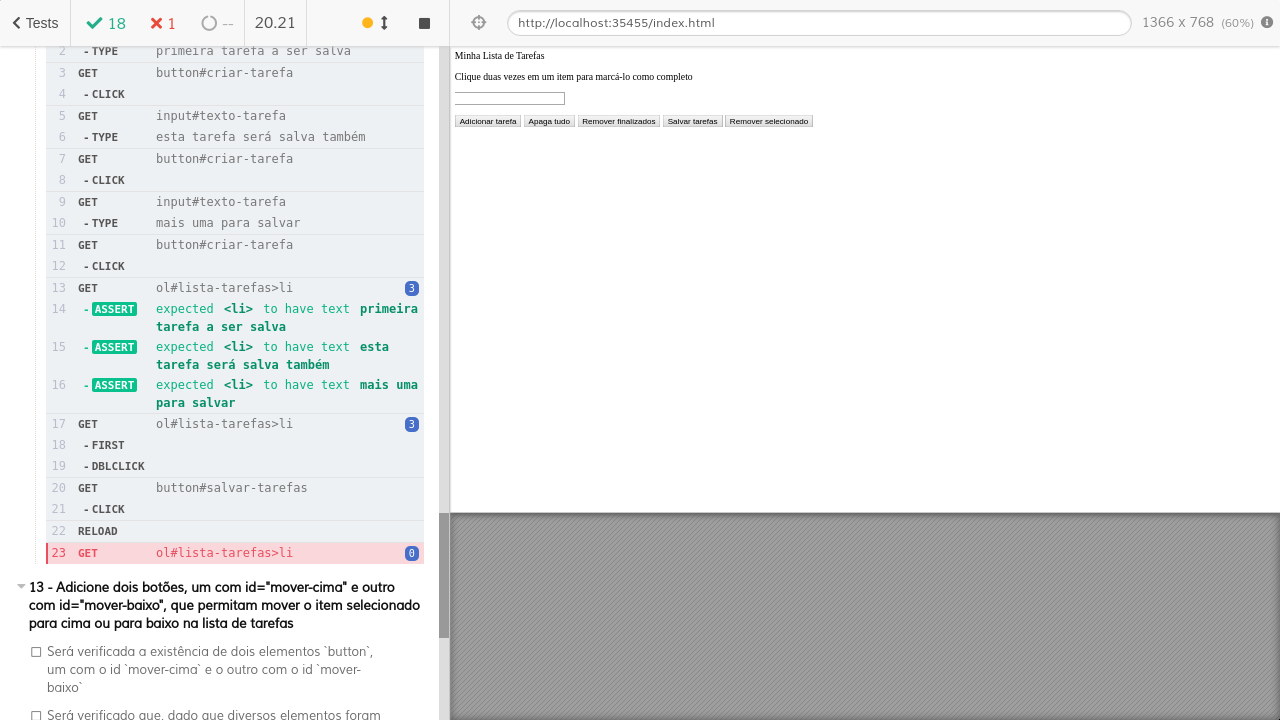 Tests 18 1 -- 20.21 http://localhost:35455/index.html 1366 x 768 (60%)
2 -TYPE primeira tarefa a ser salva
3 GET button#criar-tarefa
4 -CLICK
5 GET input#texto-tarefa
6 -TYPE esta tarefa será salva também
7 GET button#criar-tarefa
8 -CLICK
9 GET input#texto-tarefa
10 -TYPE mais uma para salvar
11 GET button#criar-tarefa
12 -CLICK
13 GET ol#lista-tarefas>li 3
14 -ASSERT expected <li> to have text primeira
tarefa a ser salva
15 -ASSERT expected <li> to have text esta
tarefa será salva também
16 -ASSERT expected <li> to have text mais uma
para salvar
17 GET ol#lista-tarefas>li 3
18 -FIRST
19 -DBLCLICK
20 GET button#salvar-tarefas
21 -CLICK
22 RELOAD
23 GET ol#lista-tarefas>li 0
13 - Adicione dois botões, um com id="mover-cima" e outro
com id="mover-baixo", que permitam mover o item selecionado
para cima ou para baixo na lista de tarefas
Será verificada a existência de dois elementos `button`,
um com o id `mover-cima` e o outro com o id `mover-
baixo`
Será verificado que, dado que diversos elementos foram
Minha Lista de Tarefas
Clique duas vezes em um item para marcá-lo como completo
Adicionar tarefa Apaga tudo Remover finalizados Salvar tarefas Remover selecionado